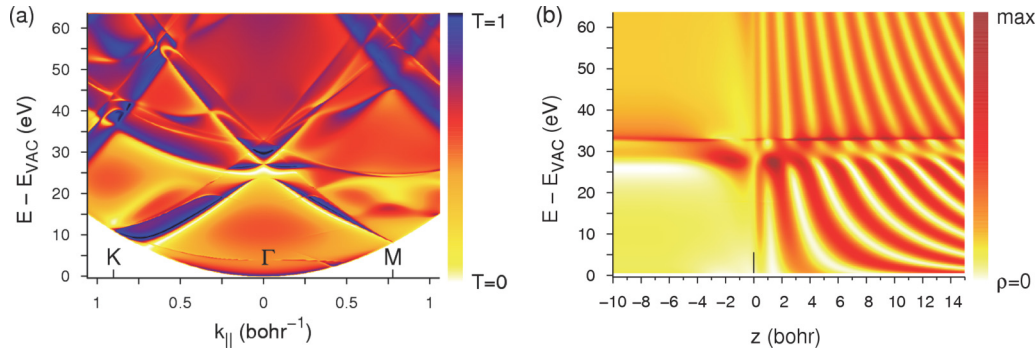 (a)
E – E_VAC (eV)
60
50
40
30
20
10
0
K
Γ
M
1
0.5
0
0.5
1
k_|| (bohr⁻¹)
T=1
T=0
(b)
E – E_VAC (eV)
60
50
40
30
20
10
0
−10 −8 −6 −4 −2 0 2 4 6 8 10 12 14
z (bohr)
max
ρ=0